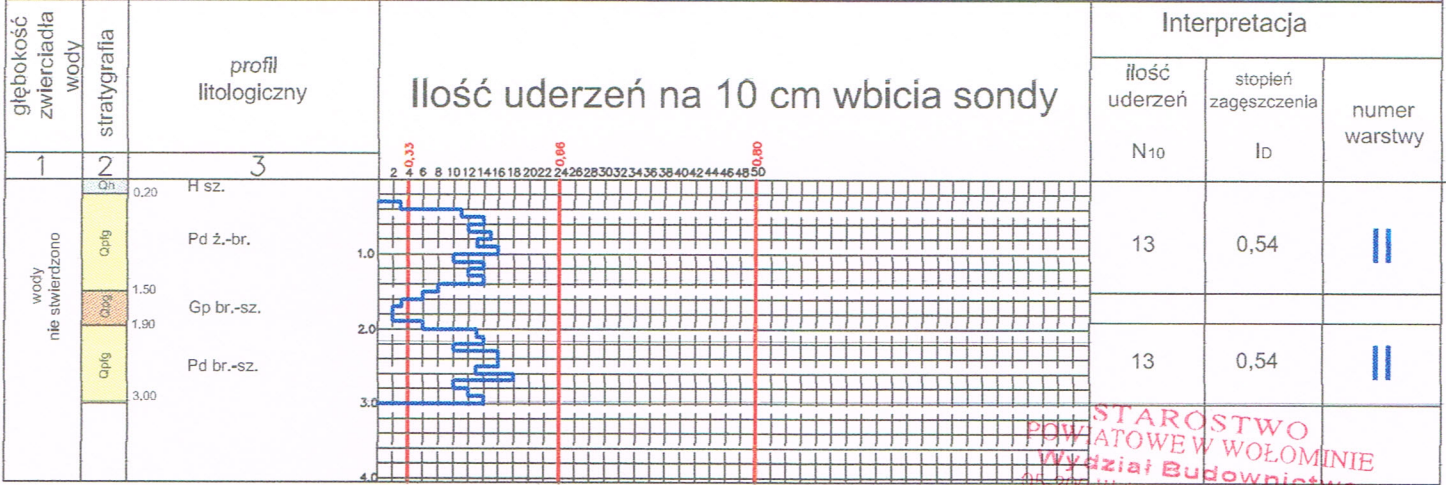 głębokość
zwierciadła
wody
stratygrafia
profil
litologiczny
Ilość uderzeń na 10 cm wbicia sondy
Interpretacja
ilość
uderzeń
N10
stopień
zagęszczenia
ID
numer
warstwy
1
2
3
0,33
0,66
0,80
2 4 6 8 10 12 14 16 18 20 22 24 26 28 30 32 34 36 38 40 42 44 46 48 50
wody
nie stwierdzono
Qh
0,20
H sz.
Qpfg
Pd ż.-br.
1.0
13
0,54
II
1.50
Qpg
Gp br.-sz.
1.90
2.0
Qpfg
Pd br.-sz.
13
0,54
II
3,00
3.0
4.0
STAROSTWO
POWIATOWE W WOŁOMINIE
Wydział Budownictwa